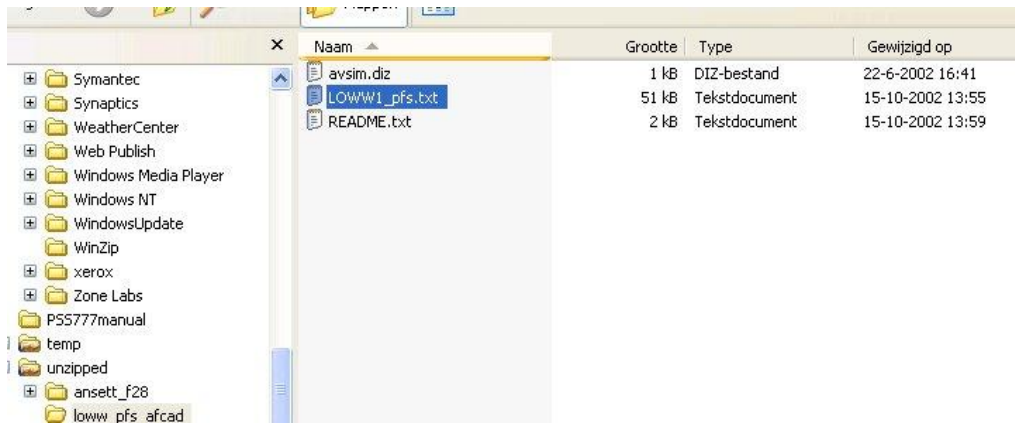 Mappen
Naam Grootte Type Gewijzigd op
avsim.diz 1 kB DIZ-bestand 22-6-2002 16:41
LOWW1_pfs.txt 51 kB Tekstdocument 15-10-2002 13:55
README.txt 2 kB Tekstdocument 15-10-2002 13:59
Symantec
Synaptics
WeatherCenter
Web Publish
Windows Media Player
Windows NT
WindowsUpdate
WinZip
xerox
Zone Labs
PSS777manual
temp
unzipped
ansett_f28
loww_pfs_afcad